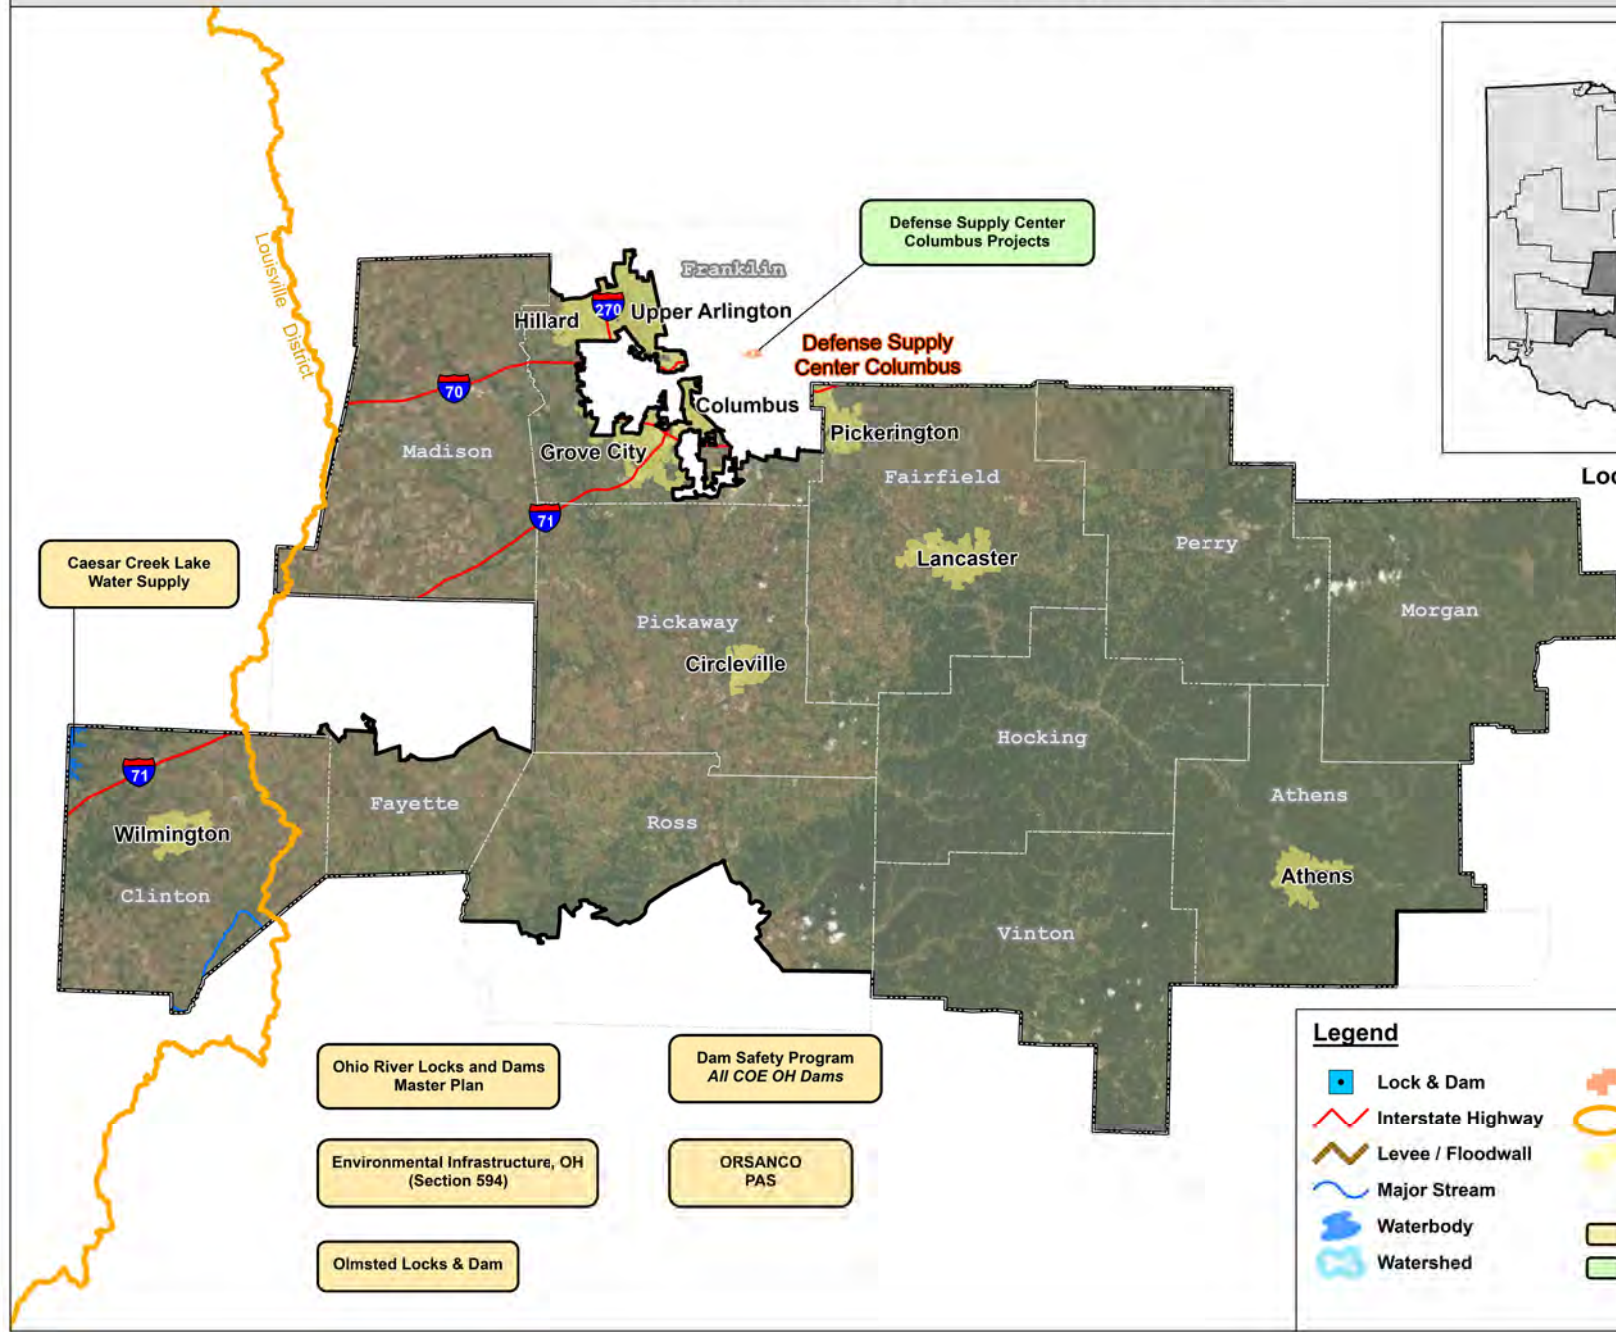 Louisville District
Franklin
Defense Supply Center
Columbus Projects
270
Upper Arlington
Hillard
Defense Supply
Center Columbus
70
Columbus
Pickerington
Madison
Grove City
Fairfield
71
Lancaster
Perry
Morgan
Caesar Creek Lake
Water Supply
Pickaway
Circleville
Hocking
71
Fayette
Ross
Athens
Wilmington
Athens
Clinton
Vinton
Ohio River Locks and Dams
Master Plan
Dam Safety Program
All COE OH Dams
Environmental Infrastructure, OH
(Section 594)
ORSANCO
PAS
Olmsted Locks & Dam
Legend
Lock & Dam
Interstate Highway
Levee / Floodwall
Major Stream
Waterbody
Watershed